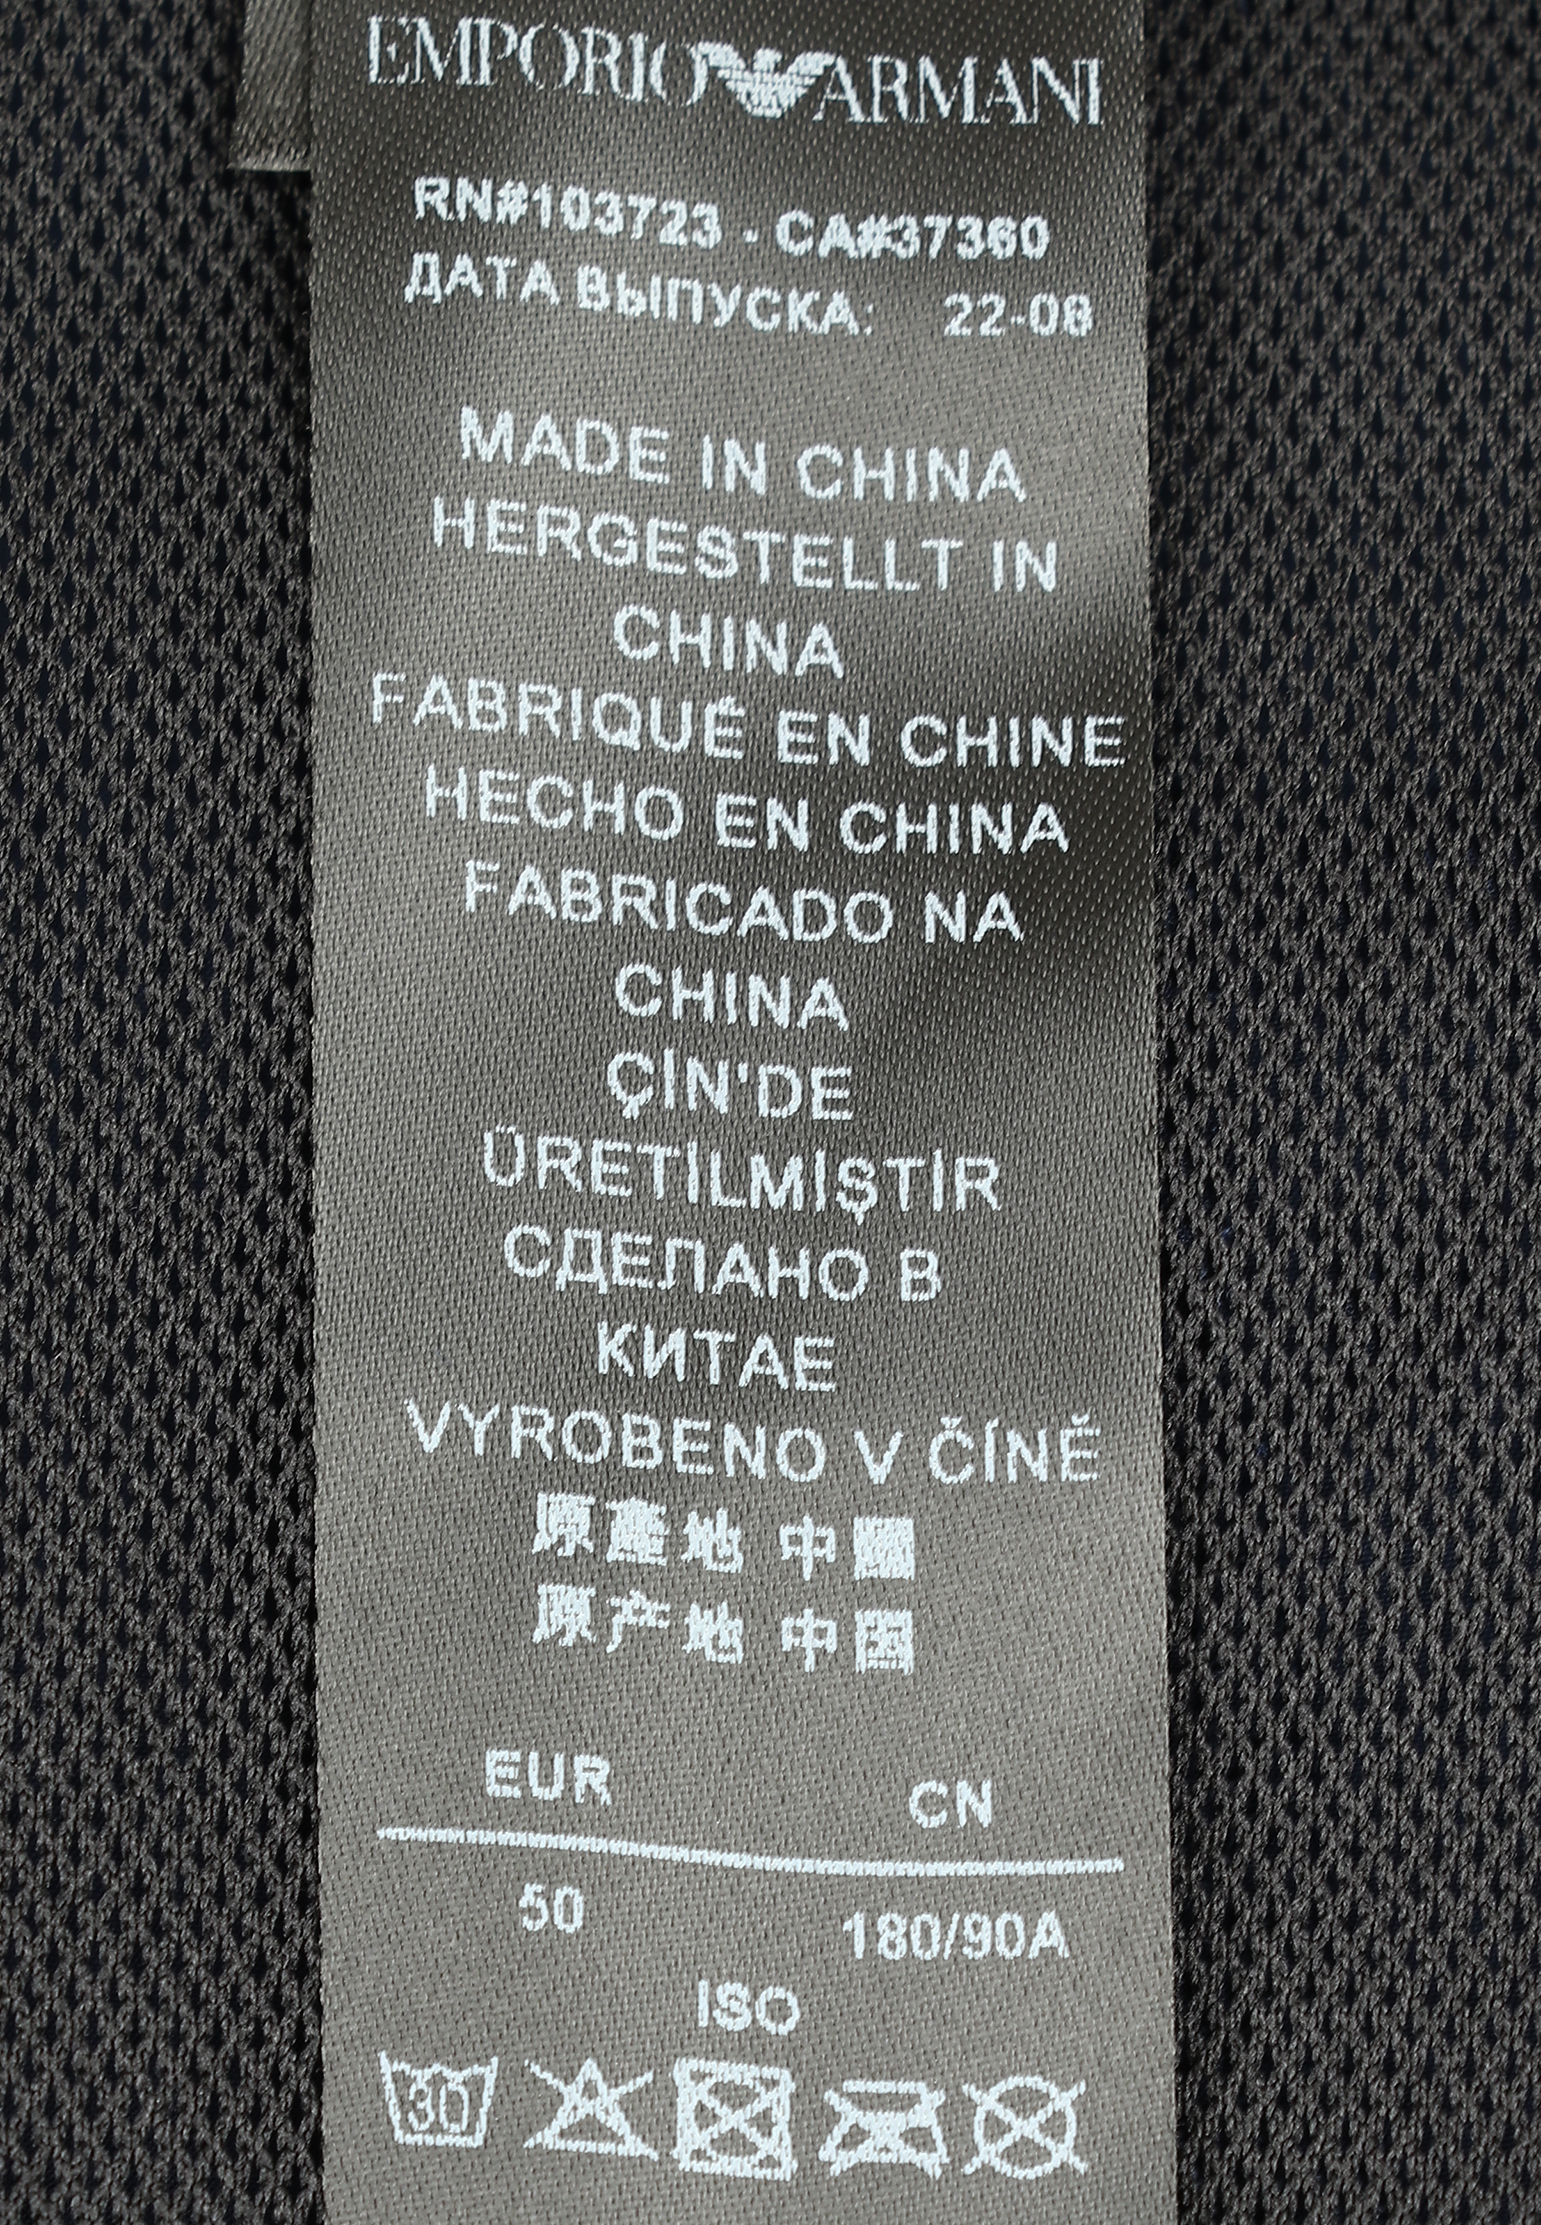 EMPORIO ARMANI
RN#103723 - CA#37360
ДАТА ВЫПУСКА: 22-08
MADE IN CHINA
HERGESTELLT IN
CHINA
FABRIQUÉ EN CHINE
HECHO EN CHINA
FABRICADO NA
CHINA
ÇİN'DE
ÜRETİLMİŞTİR
СДЕЛАНО В
КИТАЕ
VYROBENO V ČÍNĚ
原產地 中國
原产地 中国
EUR CN
50 180/90A
ISO
30